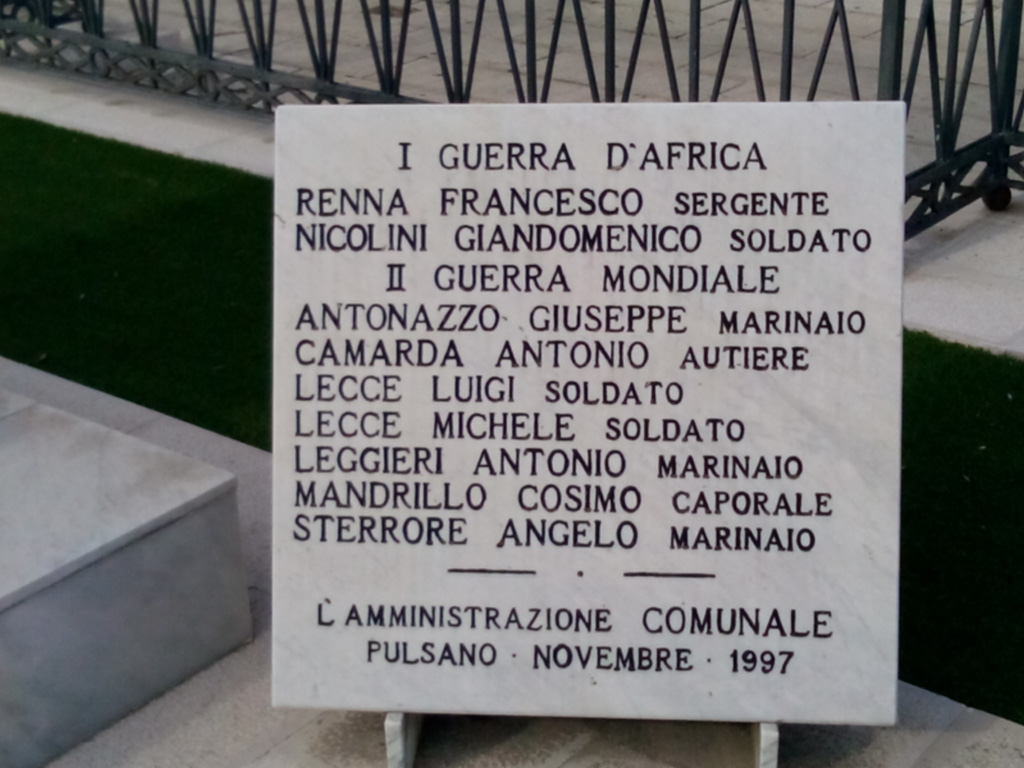 I GUERRA D'AFRICA
RENNA FRANCESCO SERGENTE
NICOLINI GIANDOMENICO SOLDATO
II GUERRA MONDIALE
ANTONAZZO GIUSEPPE MARINAIO
CAMARDA ANTONIO AUTIERE
LECCE LUIGI SOLDATO
LECCE MICHELE SOLDATO
LEGGIERI ANTONIO MARINAIO
MANDRILLO COSIMO CAPORALE
STERRORE ANGELO MARINAIO
L'AMMINISTRAZIONE COMUNALE
PULSANO · NOVEMBRE · 1997